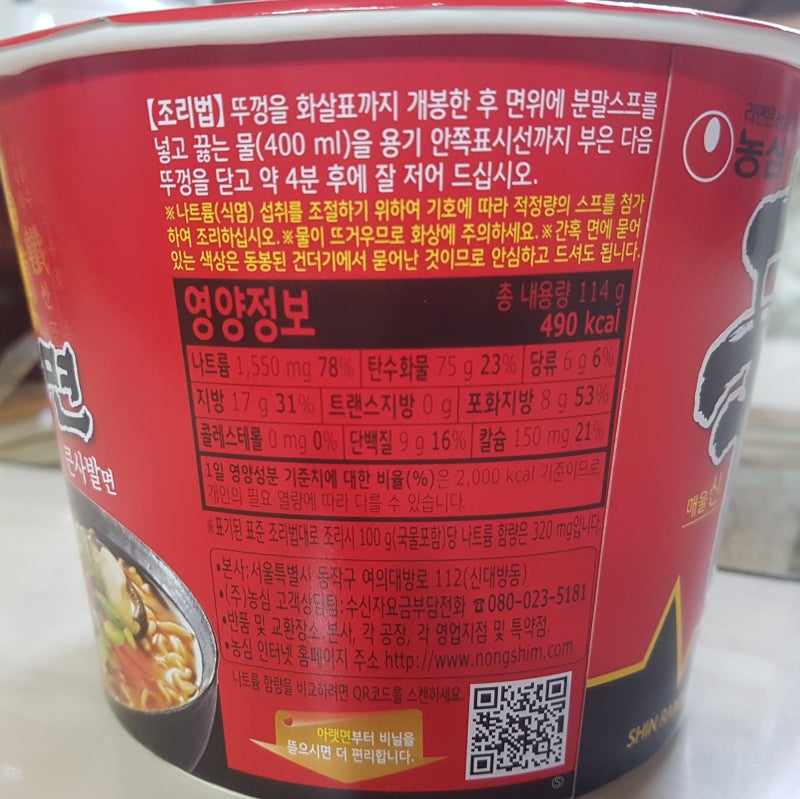 【조리법】 뚜껑을 화살표까지 개봉한 후 면위에 분말스프를
넣고 끓는 물(400 ml)을 용기 안쪽표시선까지 부은 다음
뚜껑을 닫고 약 4분 후에 잘 저어 드십시오.
※나트륨(식염) 섭취를 조절하기 위하여 기호에 따라 적정량의 스프를 첨가
하여 조리하십시오.※물이 뜨거우므로 화상에 주의하세요.※간혹 면에 묻어
있는 색상은 동봉된 건더기에서 묻어난 것이므로 안심하고 드셔도 됩니다.
영양정보
총 내용량 114 g
490 kcal
나트륨 1,550 mg 78% 탄수화물 75 g 23% 당류 6 g 6%
지방 17 g 31% 트랜스지방 0 g 포화지방 8 g 53%
콜레스테롤 0 mg 0% 단백질 9 g 16% 칼슘 150 mg 21%
1일 영양성분 기준치에 대한 비율(%)은 2,000 kcal 기준이므로
개인의 필요 열량에 따라 다를 수 있습니다.
※표기된 표준 조리법대로 조리시 100 g(국물포함)당 나트륨 함량은 320 mg입니다.
•본사:서울특별시 동작구 여의대방로 112(신대방동)
•(주)농심 고객상담팀:수신자요금부담전화 ☎080-023-5181
•반품 및 교환장소:본사, 각 공장, 각 영업지점 및 특약점.
•농심 인터넷 홈페이지 주소 http://www.nongshim.com
나트륨 함량을 비교하려면 QR코드를 스캔하세요.
아랫면부터 비닐을
뜯으시면 더 편리합니다.
면
큰사발면
농심
매울신
SHIN RAM